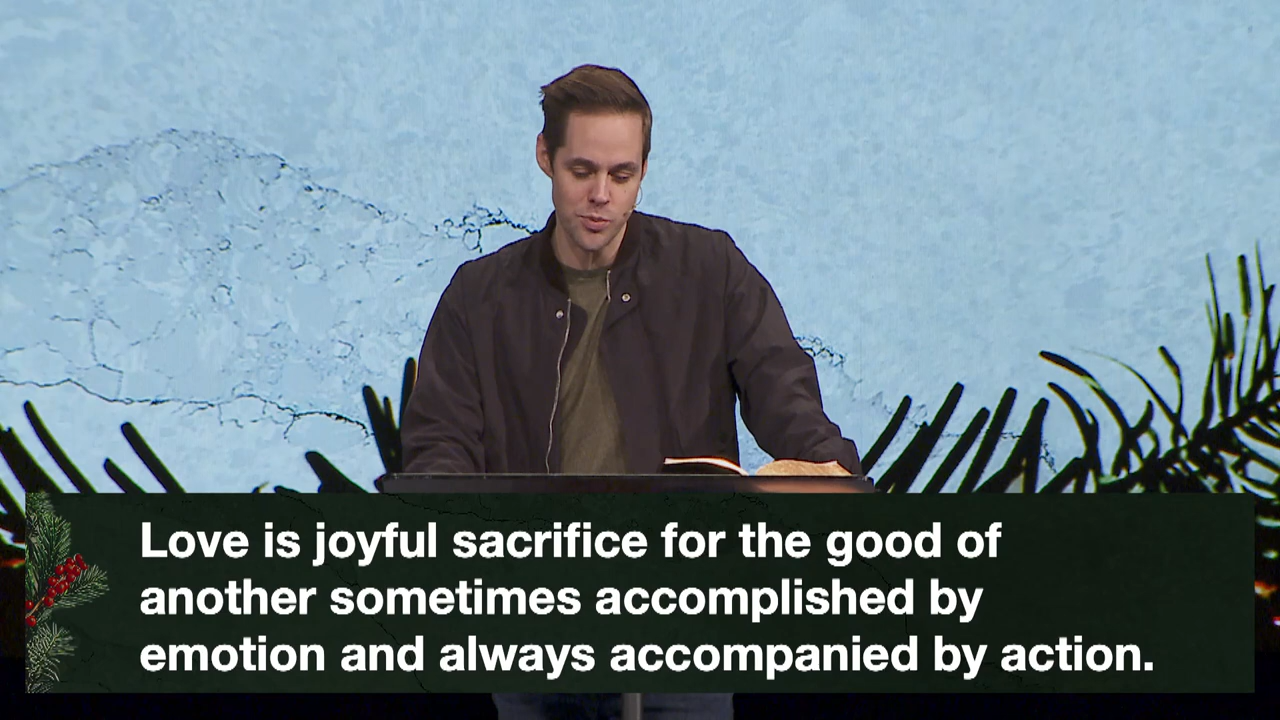 Love is joyful sacrifice for the good of
another sometimes accomplished by
emotion and always accompanied by action.